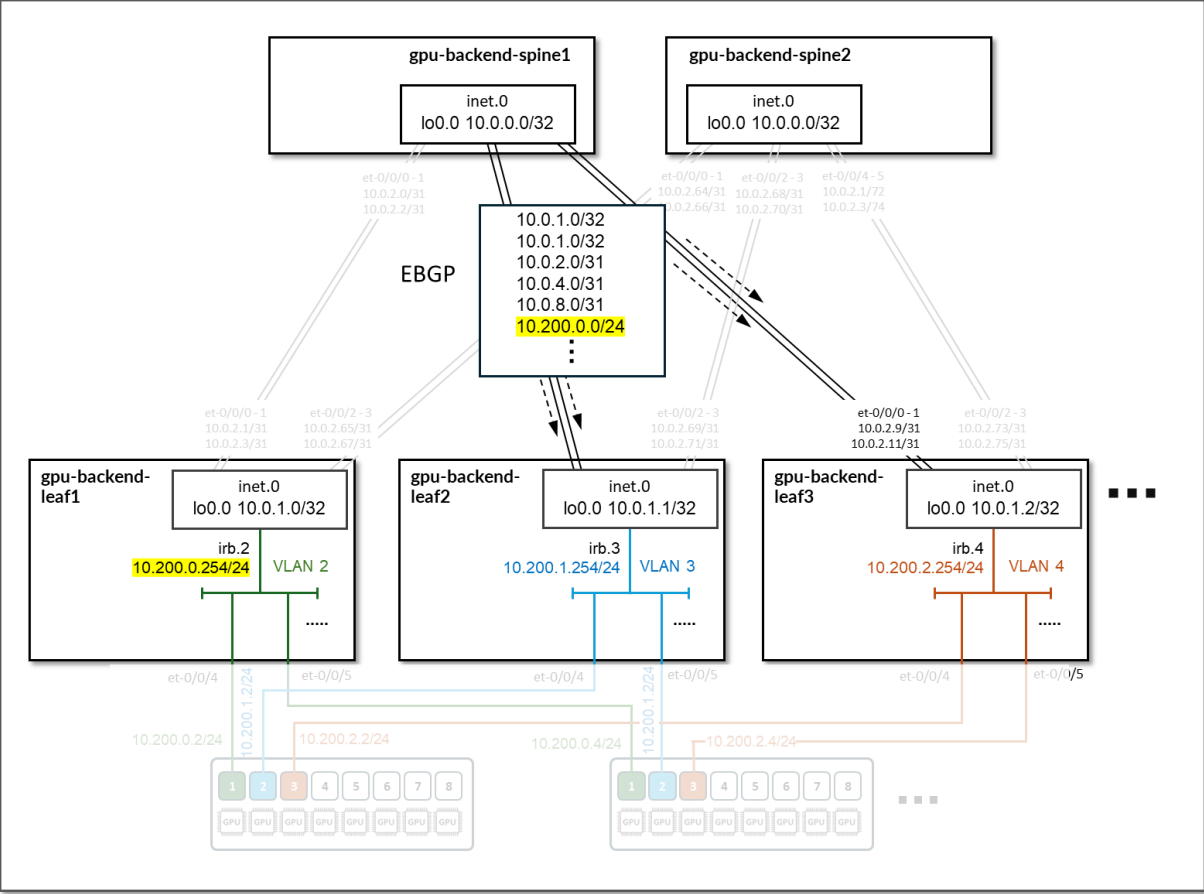 gpu-backend-spine1
inet.0
lo0.0 10.0.0.0/32
gpu-backend-spine2
inet.0
lo0.0 10.0.0.0/32
et-0/0/0 - 1
10.0.2.0/31
10.0.2.2/31
et-0/0/0 - 1
10.0.2.64/31
10.0.2.66/31
et-0/0/2 - 3
10.0.2.68/31
10.0.2.70/31
et-0/0/4 - 5
10.0.2.1/72
10.0.2.3/74
EBGP
10.0.1.0/32
10.0.1.0/32
10.0.2.0/31
10.0.4.0/31
10.0.8.0/31
10.200.0.0/24
et-0/0/0 - 1
10.0.2.1/31
10.0.2.3/31
et-0/0/2 - 3
10.0.2.65/31
10.0.2.67/31
et-0/0/2 - 3
10.0.2.69/31
10.0.2.71/31
et-0/0/0 - 1
10.0.2.9/31
10.0.2.11/31
et-0/0/2 - 3
10.0.2.73/31
10.0.2.75/31
gpu-backend-
leaf1
inet.0
lo0.0 10.0.1.0/32
irb.2
10.200.0.254/24
VLAN 2
.....
gpu-backend-
leaf2
inet.0
lo0.0 10.0.1.1/32
irb.3
10.200.1.254/24
VLAN 3
.....
gpu-backend-
leaf3
inet.0
lo0.0 10.0.1.2/32
irb.4
10.200.2.254/24
VLAN 4
.....
et-0/0/4
10.200.1.2/24
et-0/0/5
et-0/0/4
10.200.1.2/24
et-0/0/5
et-0/0/4
et-0/0/5
10.200.0.2/24
10.200.2.2/24
10.200.0.4/24
10.200.2.4/24
1 2 3 4 5 6 7 8
GPU GPU GPU GPU GPU GPU GPU GPU
1 2 3 4 5 6 7 8
GPU GPU GPU GPU GPU GPU GPU GPU